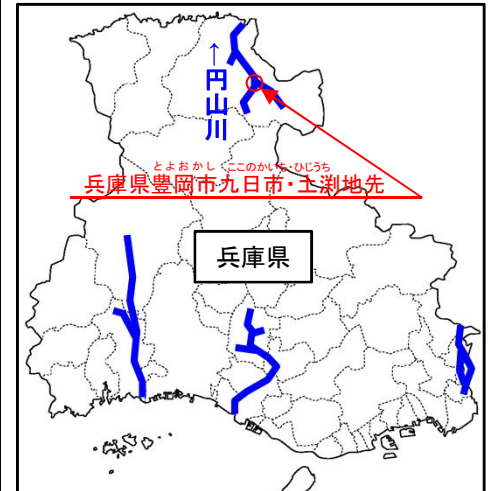 ↑円山川
とよおかし・ここのかいち・ひじうち
兵庫県豊岡市九日市・土渕地先
兵庫県